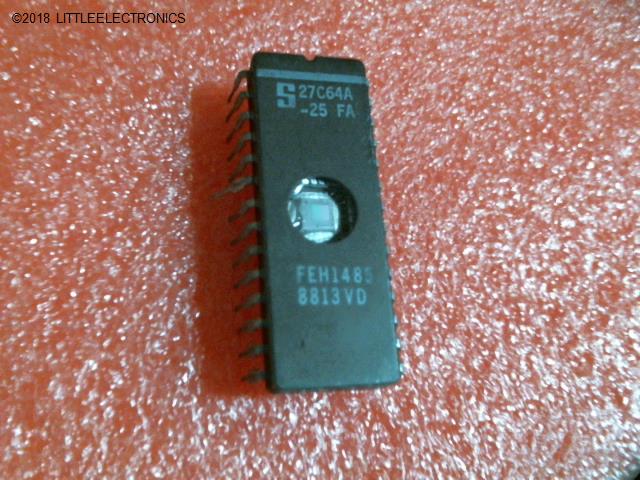 ©2018 LITTLEELECTRONICS
S 27C64A
-25 FA
FEH1485
8813VD